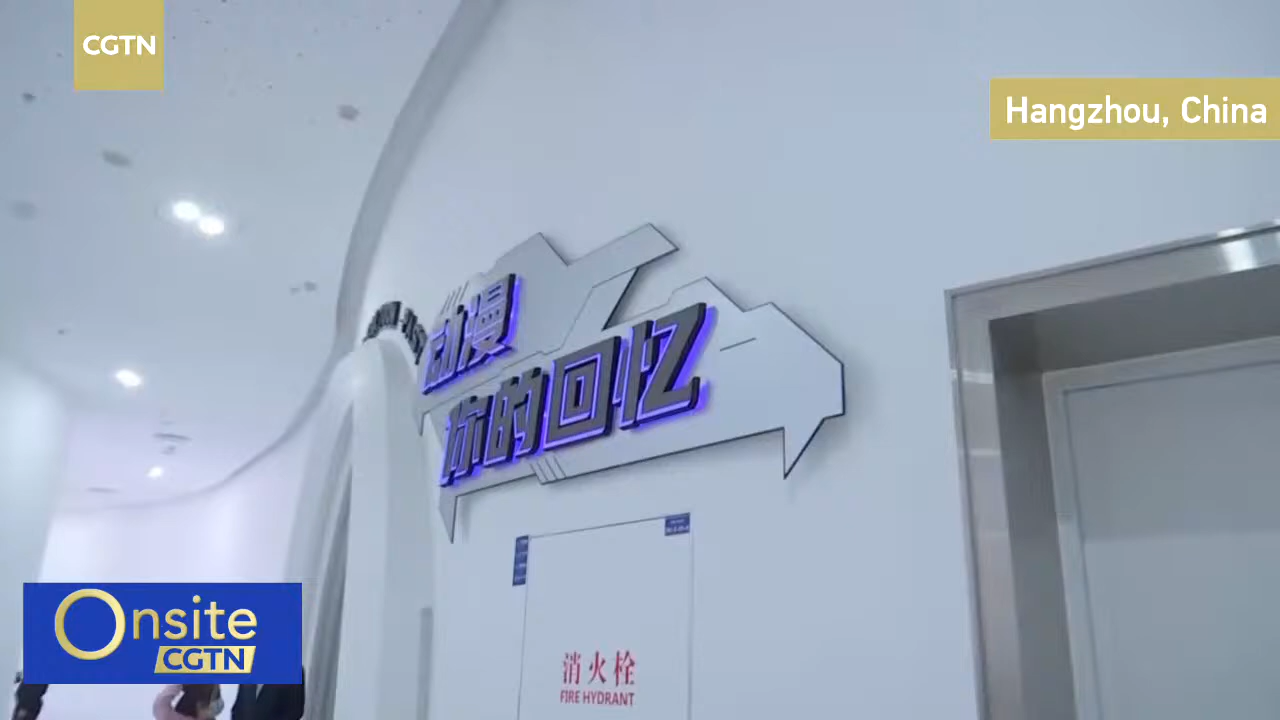 CGTN
Hangzhou, China
动漫
你的回忆
消火栓
FIRE HYDRANT
Onsite
CGTN